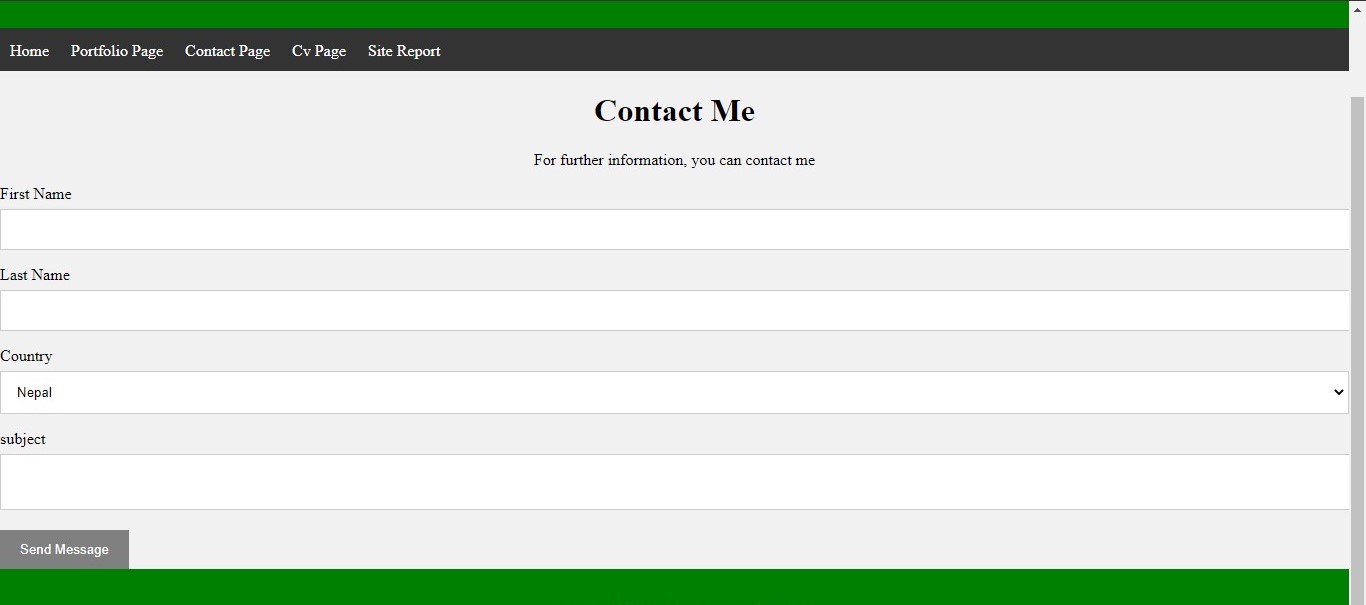 Home Portfolio Page Contact Page Cv Page Site Report
Contact Me
For further information, you can contact me
First Name
Last Name
Country
Nepal
subject
Send Message